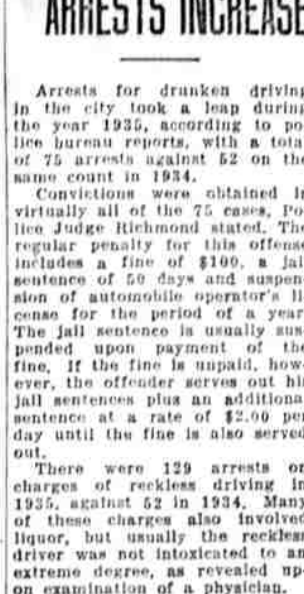 ARRESTS INCREASE
Arrests for drunken driving
in the city took a leap during
the year 1935, according to po
lice bureau reports, with a tota
of 75 arrests against 52 on the
same count in 1934.
Convictions were obtained in
virtually all of the 75 cases, Po
lice Judge Richmond stated. The
regular penalty for this offense
includes a fine of $100, a jai
sentence of 50 days and suspen
sion of automobile operator's li
cense for the period of a year
The jail sentence is usually sus
pended upon payment of the
fine. If the fine is unpaid, how
ever, the offender serves out hi
jail sentences plus an additiona
sentence at a rate of $2.00 per
day until the fine is also served
out.
There were 129 arrests on
charges of reckless driving in
1935, against 52 in 1934. Many
of these charges also involved
liquor, but usually the reckless
driver was not intoxicated to an
extreme degree, as revealed up-
on examination of a physician.